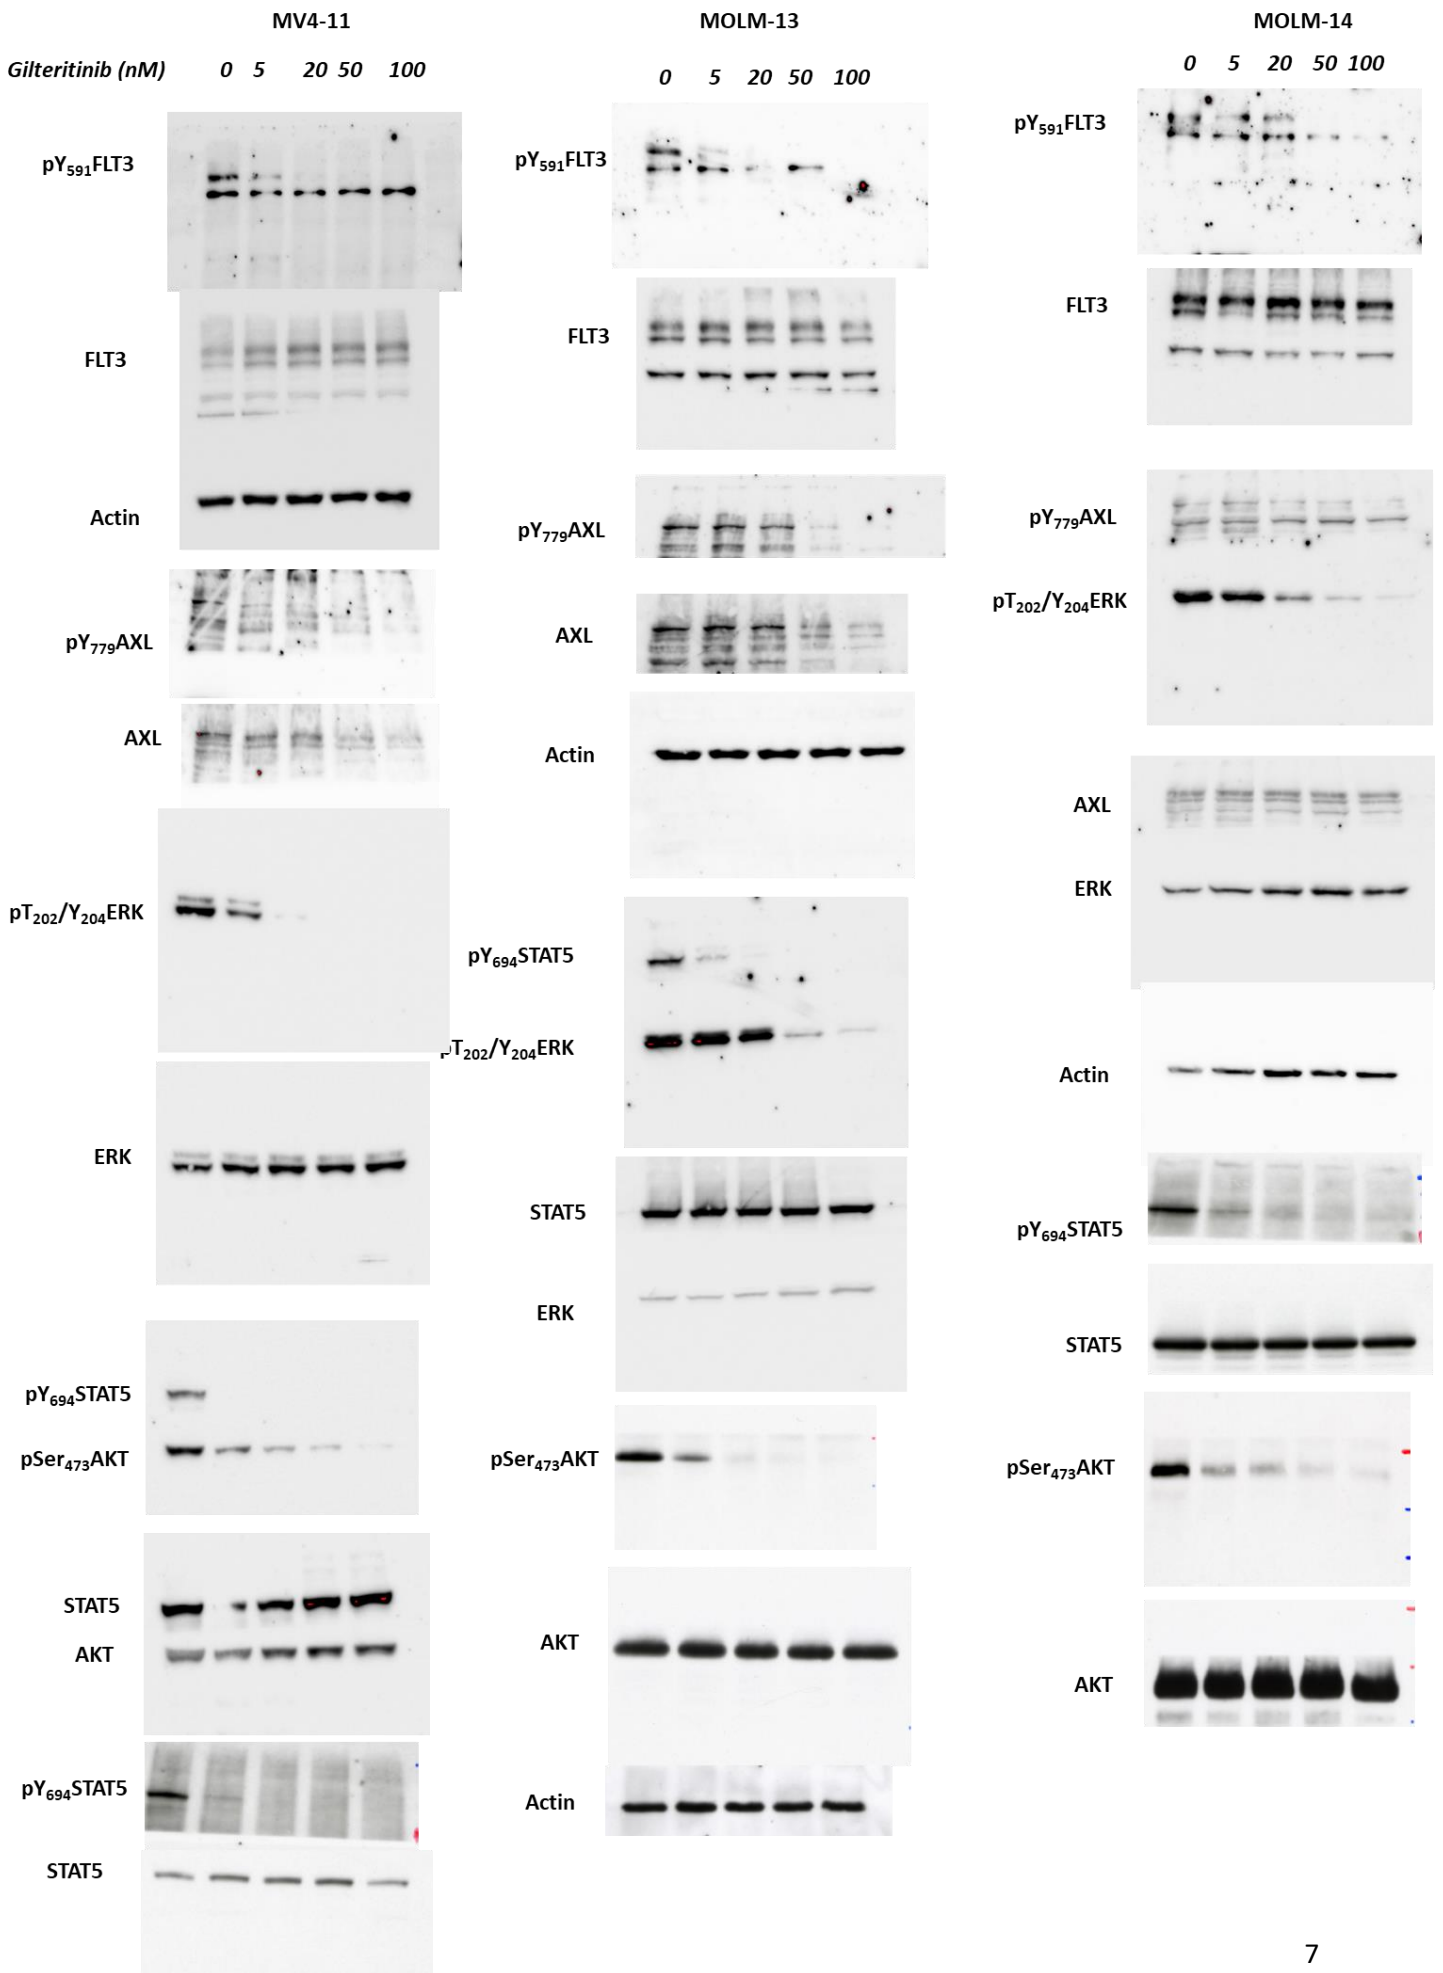 MV4-11
Gilteritinib (nM) 0 5 20 50 100
pY591FLT3
FLT3
Actin
pY779AXL
AXL
pT202/Y204ERK
ERK
pY694STAT5
pSer473AKT
STAT5
AKT
pY694STAT5
STAT5
MOLM-13
0 5 20 50 100
pY591FLT3
FLT3
pY779AXL
AXL
Actin
pY694STAT5
pT202/Y204ERK
STAT5
ERK
pSer473AKT
AKT
Actin
MOLM-14
0 5 20 50 100
pY591FLT3
FLT3
pY779AXL
pT202/Y204ERK
AXL
ERK
Actin
pY694STAT5
STAT5
pSer473AKT
AKT
7